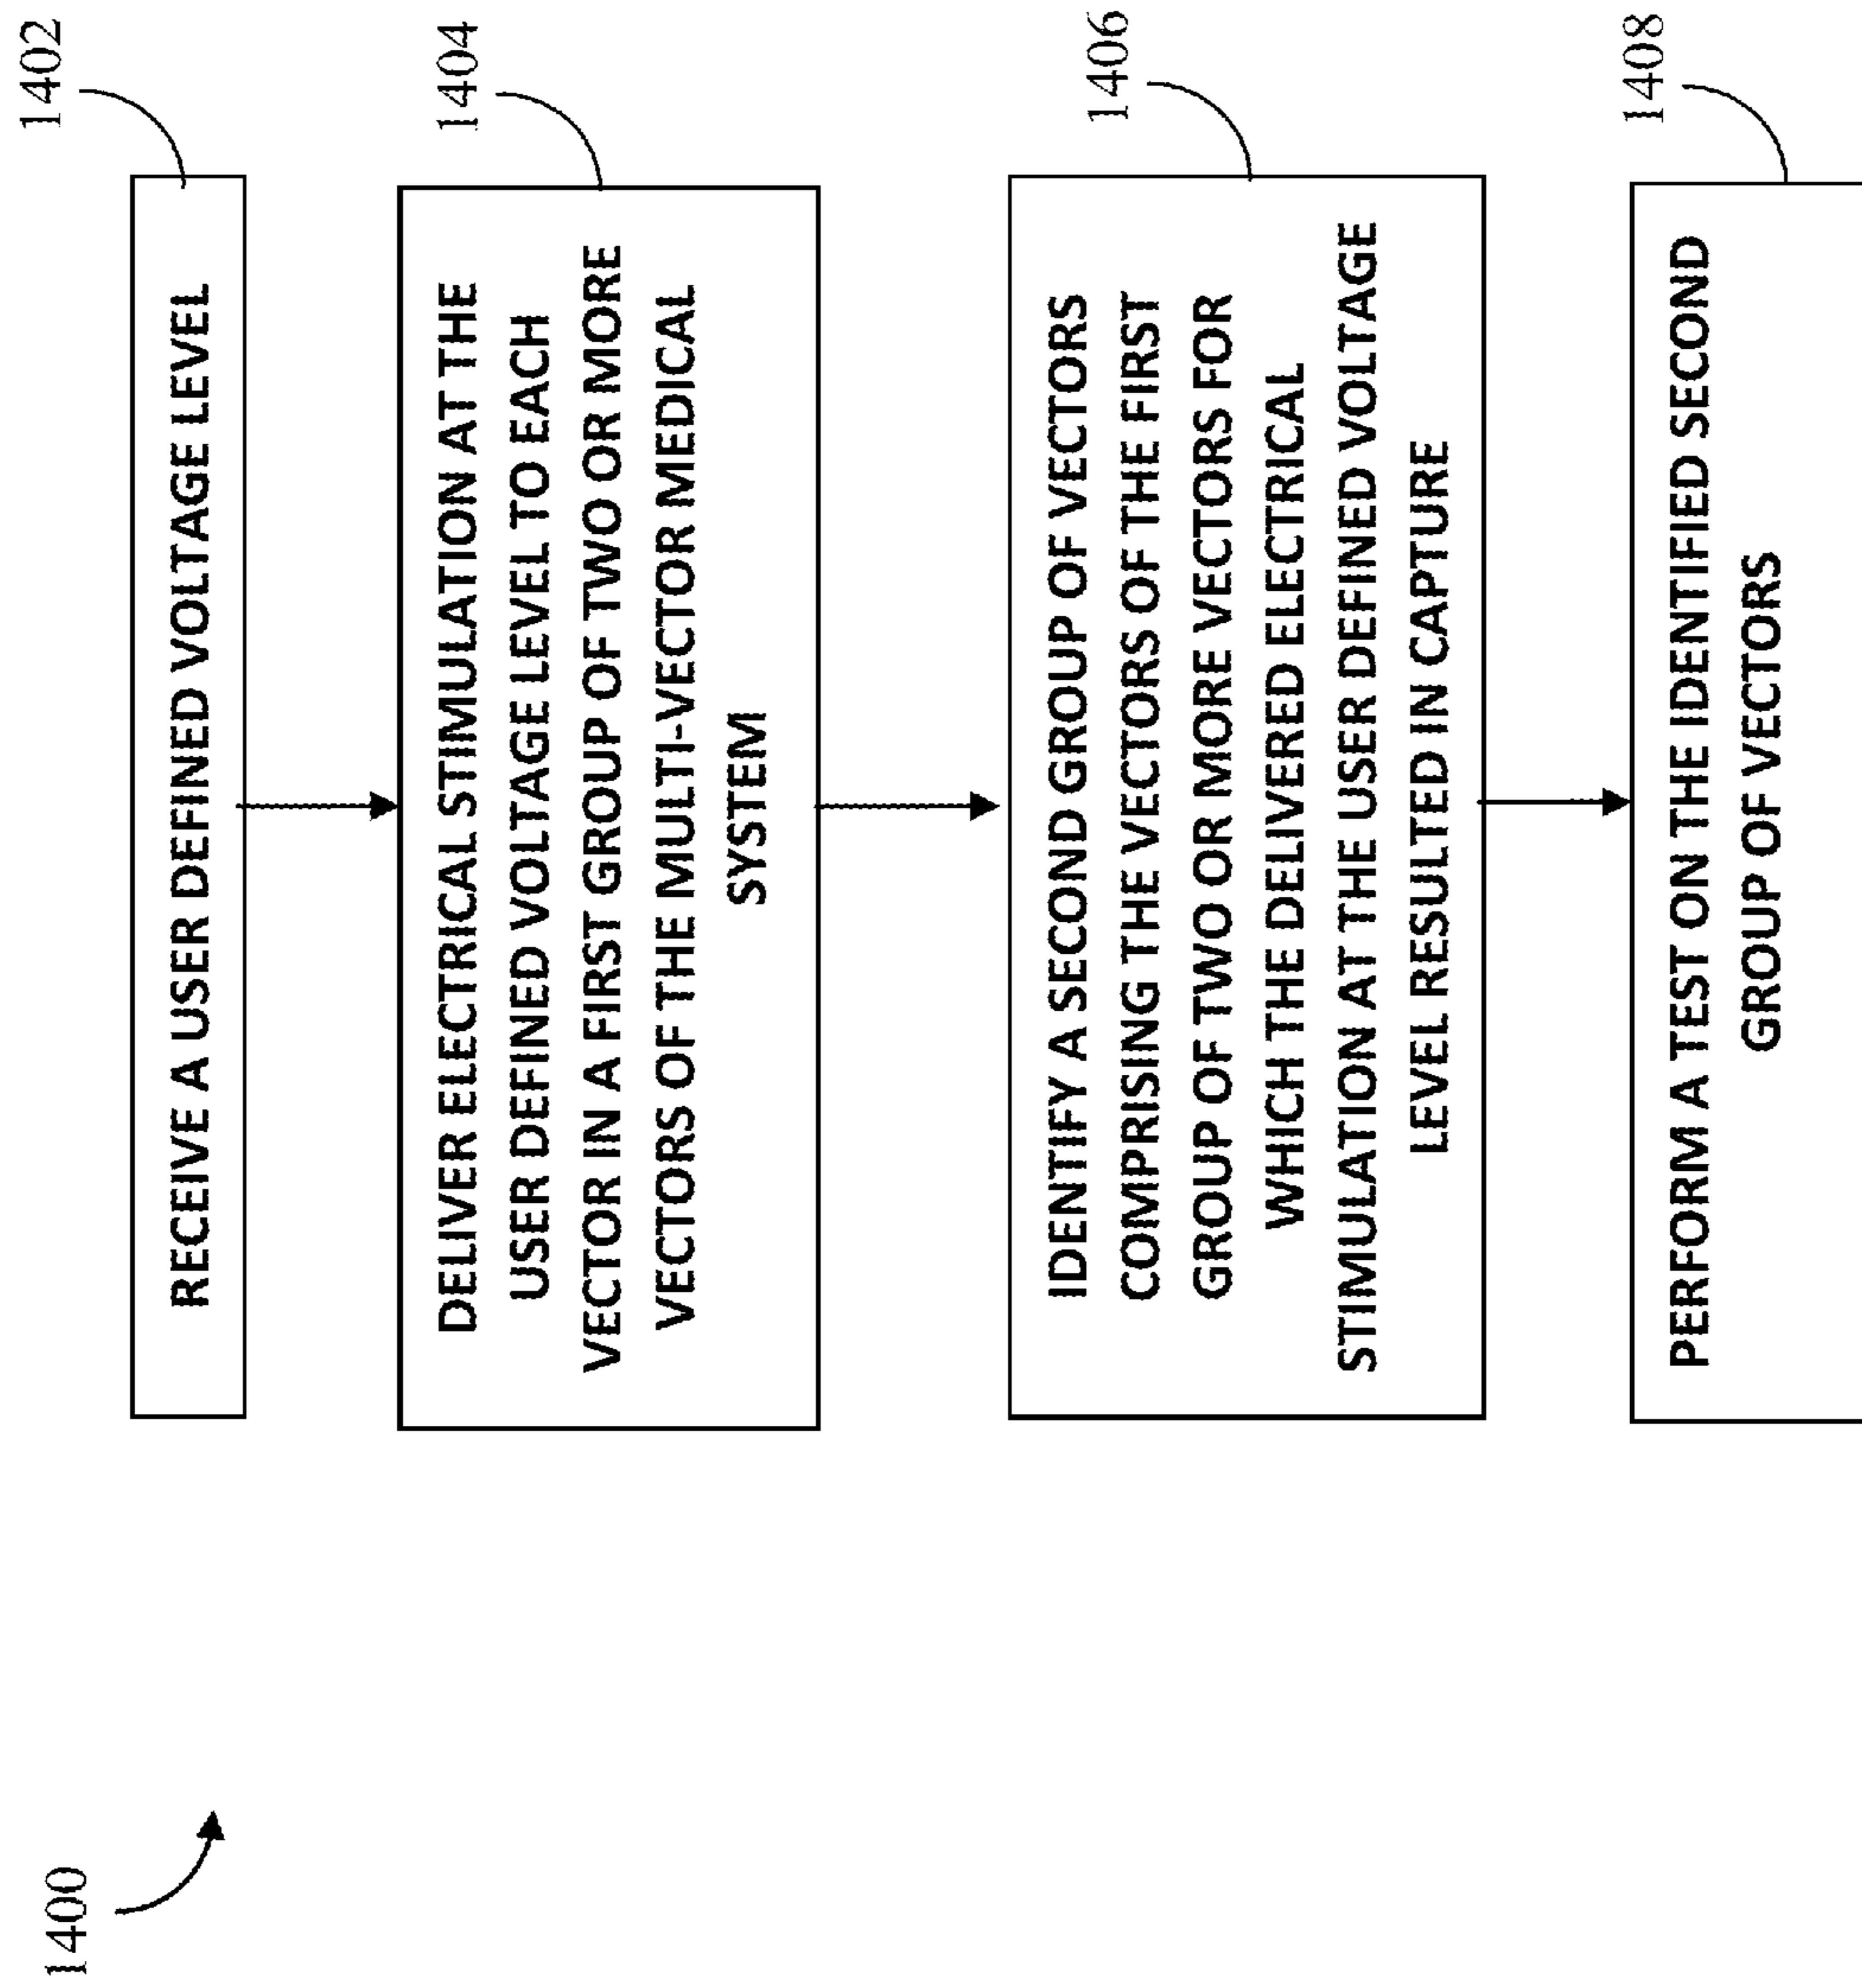 1400
1402
RECEIVE A USER DEFINED VOLTAGE LEVEL
1404
DELIVER ELECTRICAL STIMULATION AT THE
USER DEFINED VOLTAGE LEVEL TO EACH
VECTOR IN A FIRST GROUP OF TWO OR MORE
VECTORS OF THE MULTI-VECTOR MEDICAL
SYSTEM
1406
IDENTIFY A SECOND GROUP OF VECTORS
COMPRISING THE VECTORS OF THE FIRST
GROUP OF TWO OR MORE VECTORS FOR
WHICH THE DELIVERED ELECTRICAL
STIMULATION AT THE USER DEFINED VOLTAGE
LEVEL RESULTED IN CAPTURE
1408
PERFORM A TEST ON THE IDENTIFIED SECOND
GROUP OF VECTORS